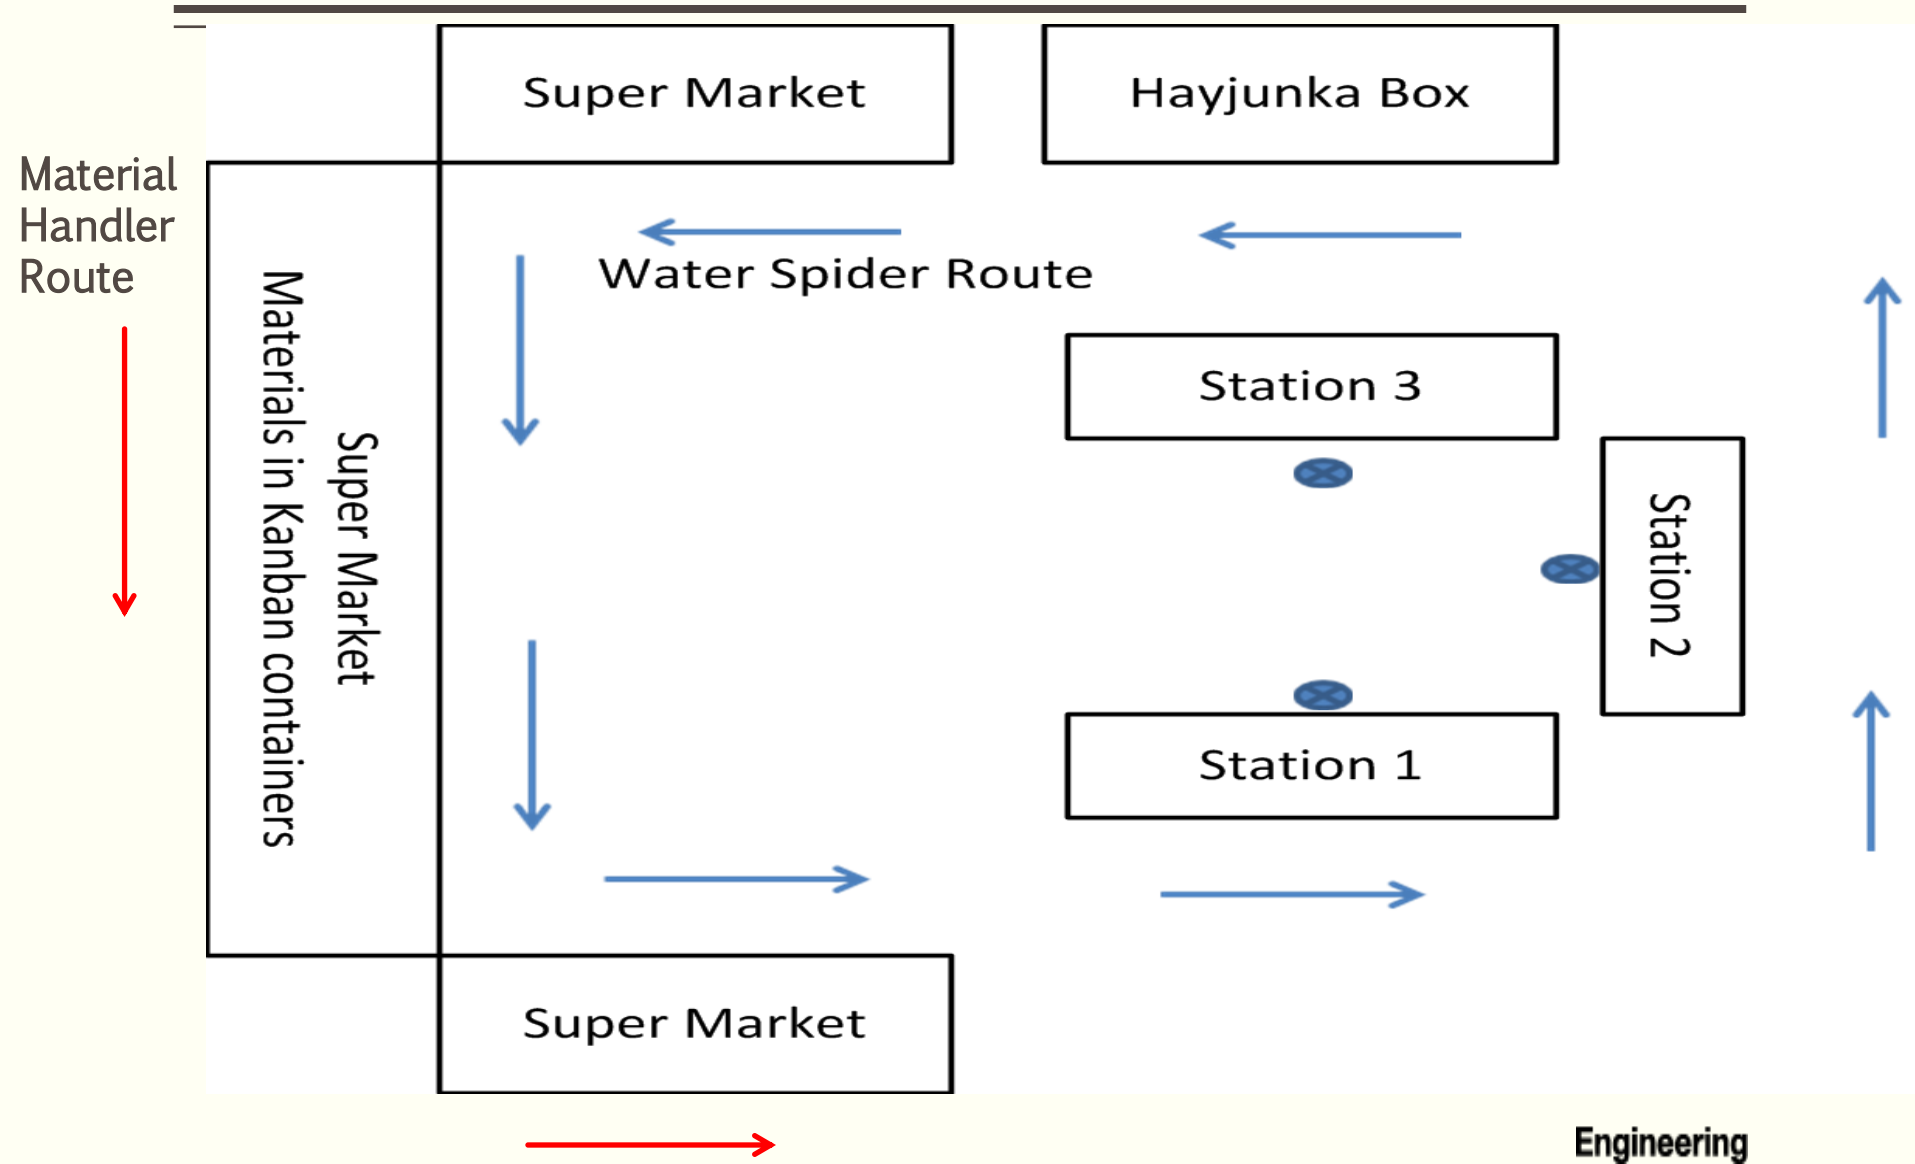 Super Market
Hayjunka Box
Material
Handler
Route
Water Spider Route
Super Market
Materials in Kanban containers
Station 3
Station 2
Station 1
Super Market
Engineering